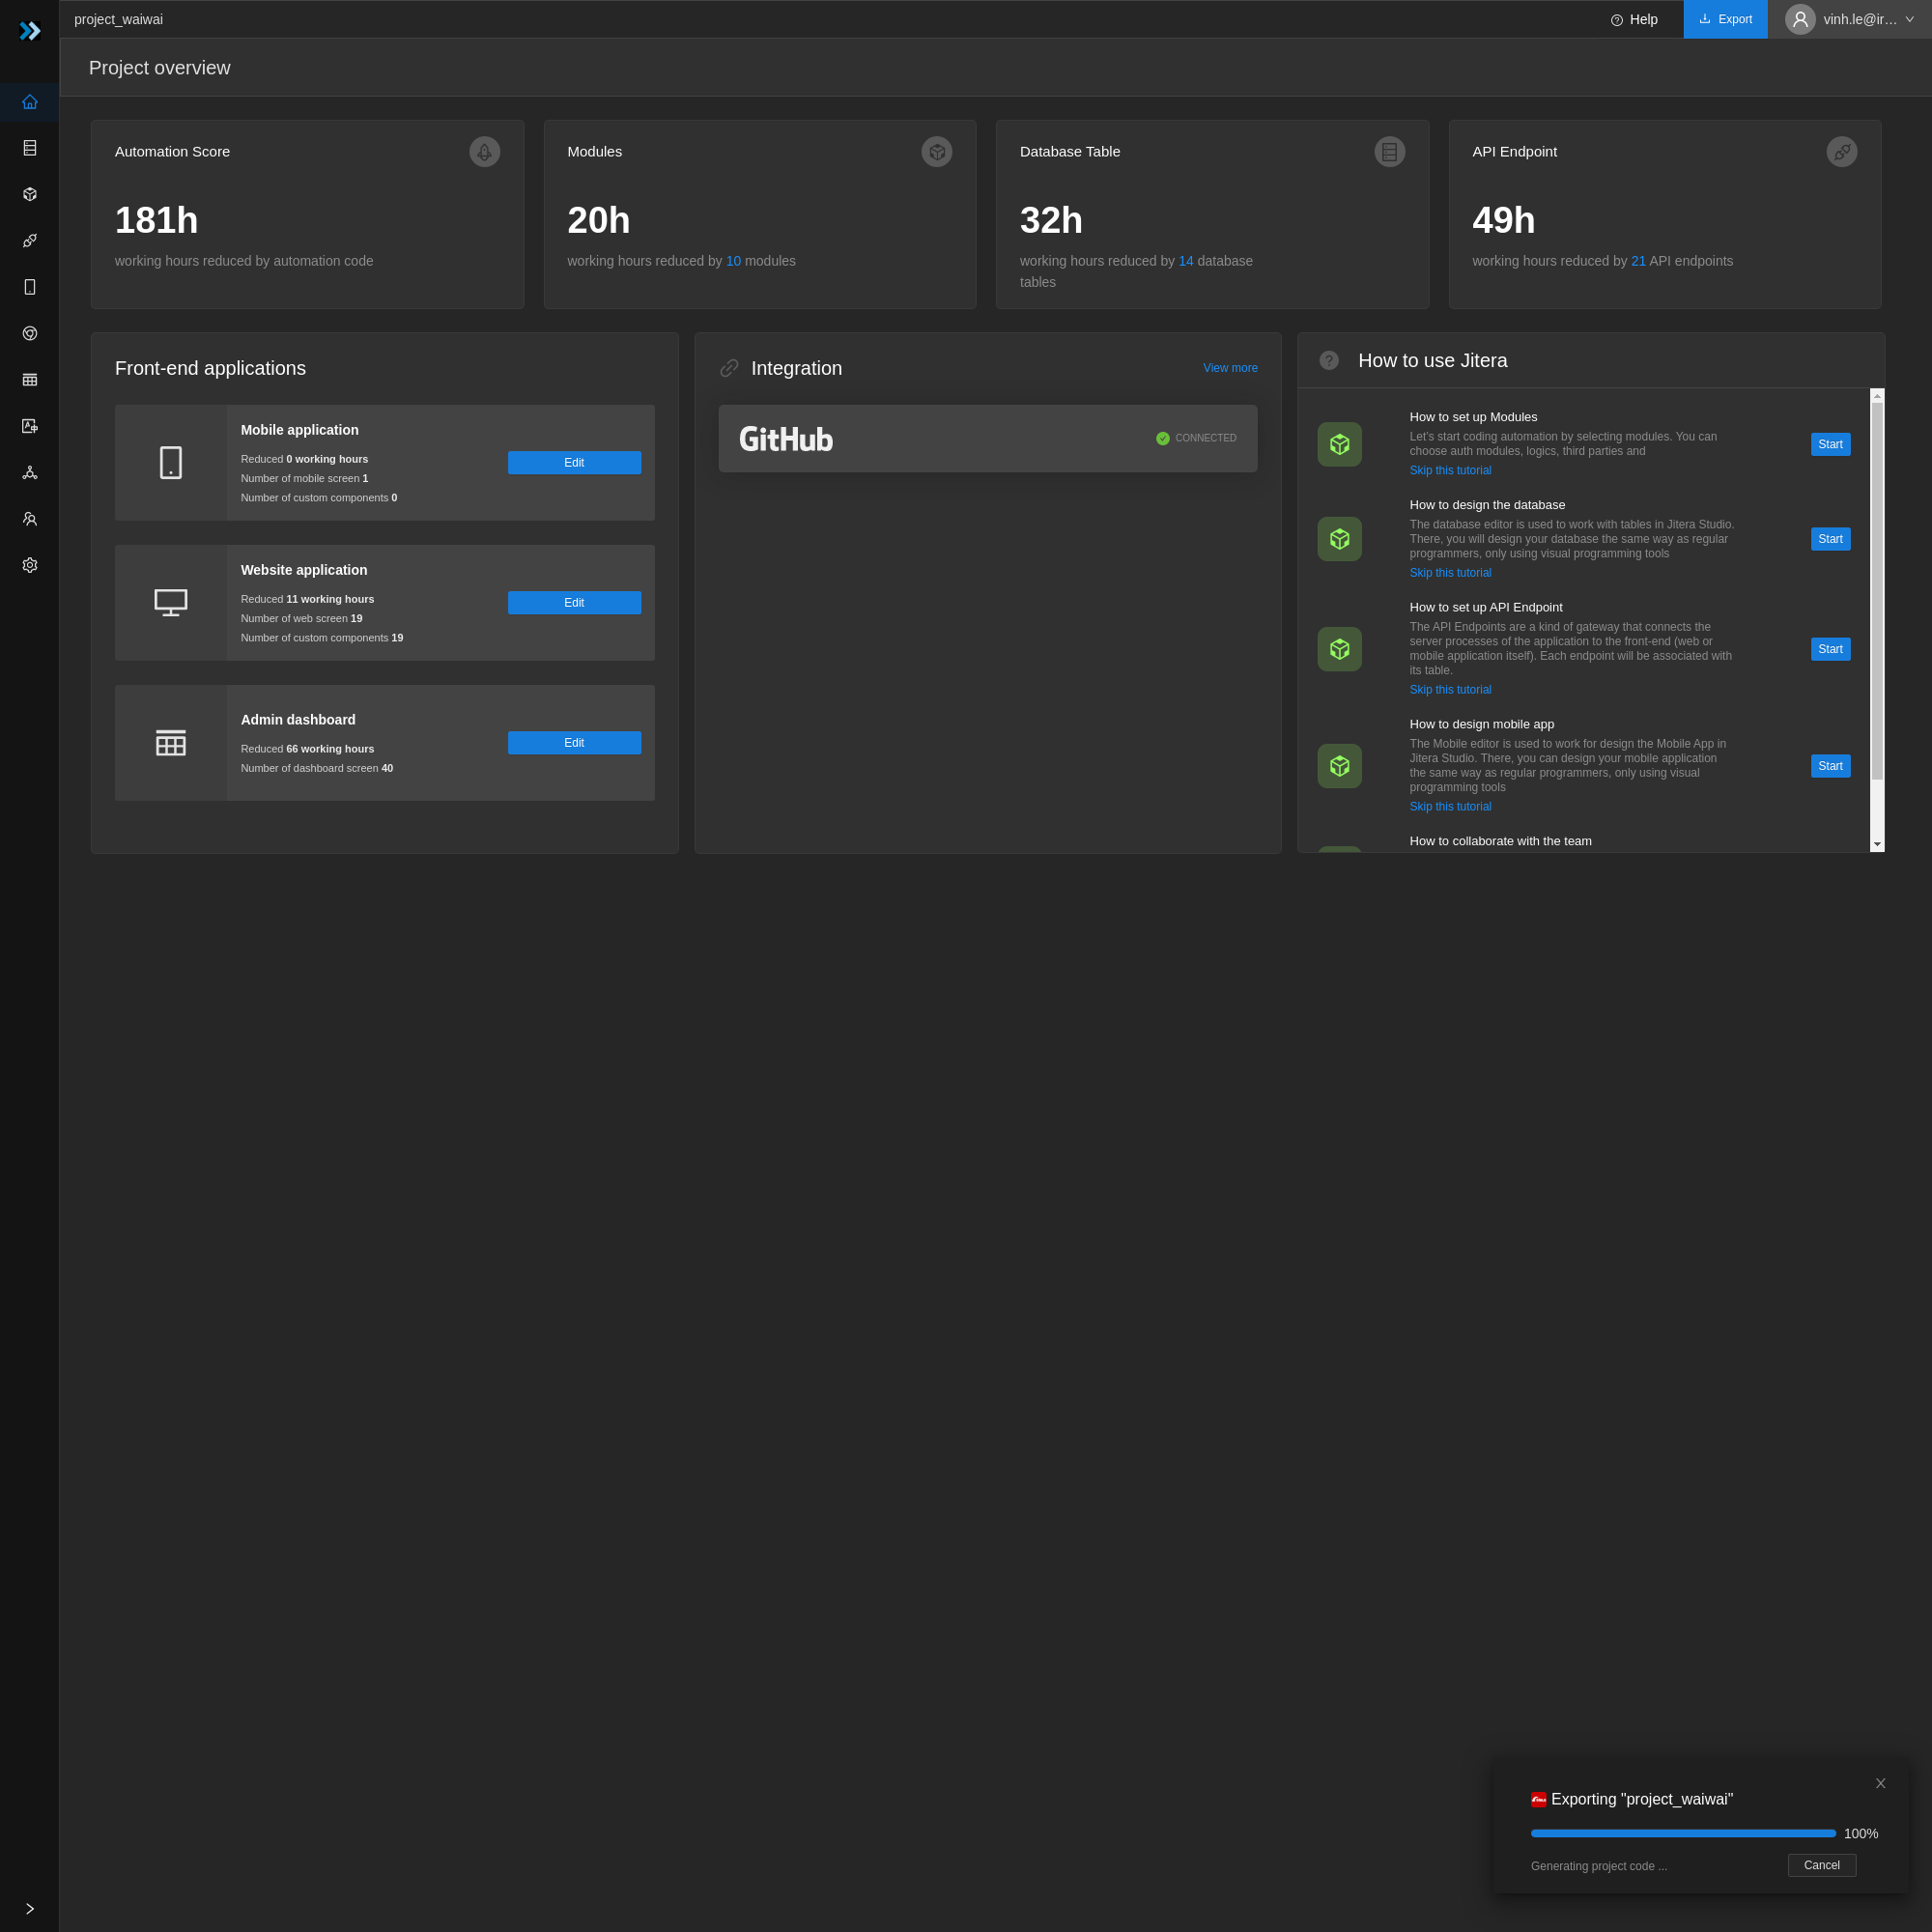 project_waiwai
Help
Export
vinh.le@ir...
Project overview
Automation Score
181h
working hours reduced by automation code
Modules
20h
working hours reduced by 10 modules
Database Table
32h
working hours reduced by 14 database
tables
API Endpoint
49h
working hours reduced by 21 API endpoints
Front-end applications
Mobile application
Reduced 0 working hours
Number of mobile screen 1
Number of custom components 0
Edit
Website application
Reduced 11 working hours
Number of web screen 19
Number of custom components 19
Edit
Admin dashboard
Reduced 66 working hours
Number of dashboard screen 40
Edit
Integration
View more
GitHub
CONNECTED
How to use Jitera
How to set up Modules
Let's start coding automation by selecting modules. You can
choose auth modules, logics, third parties and
Skip this tutorial
Start
How to design the database
The database editor is used to work with tables in Jitera Studio.
There, you will design your database the same way as regular
programmers, only using visual programming tools
Skip this tutorial
Start
How to set up API Endpoint
The API Endpoints are a kind of gateway that connects the
server processes of the application to the front-end (web or
mobile application itself). Each endpoint will be associated with
its table.
Skip this tutorial
Start
How to design mobile app
The Mobile editor is used to work for design the Mobile App in
Jitera Studio. There, you can design your mobile application
the same way as regular programmers, only using visual
programming tools
Skip this tutorial
Start
How to collaborate with the team
Exporting "project_waiwai"
100%
Generating project code ...
Cancel